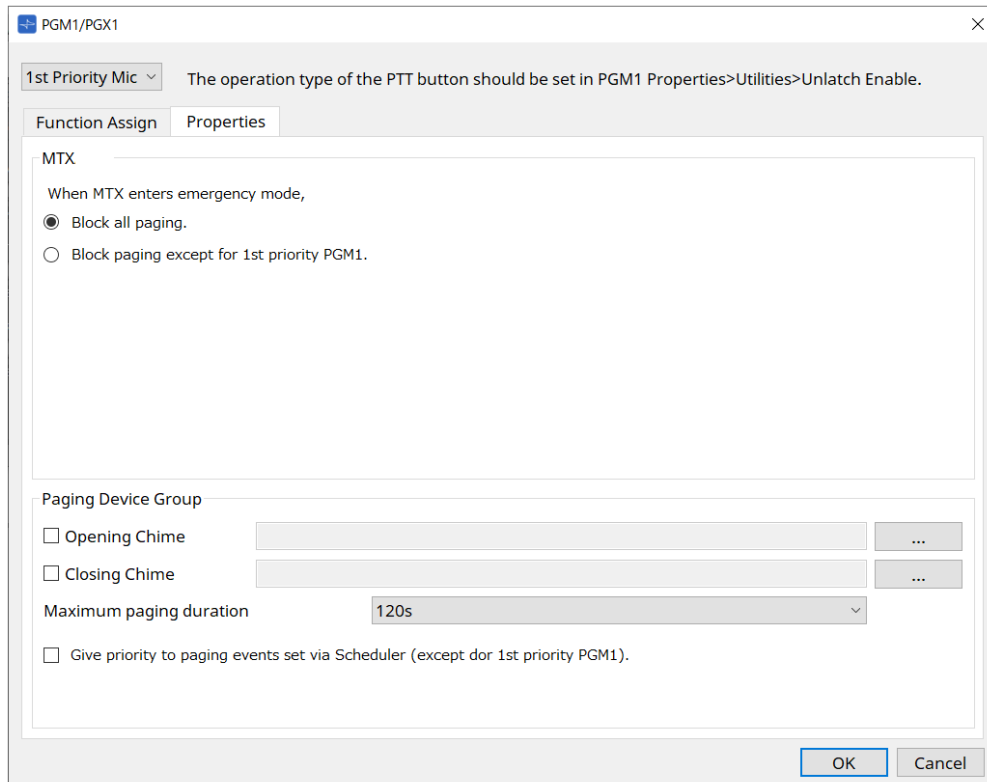 PGM1/PGX1
1st Priority Mic
The operation type of the PTT button should be set in PGM1 Properties>Utilities>Unlatch Enable.
Function Assign
Properties
MTX
When MTX enters emergency mode,
Block all paging.
Block paging except for 1st priority PGM1.
Paging Device Group
Opening Chime
...
Closing Chime
...
Maximum paging duration
120s
Give priority to paging events set via Scheduler (except dor 1st priority PGM1).
OK
Cancel